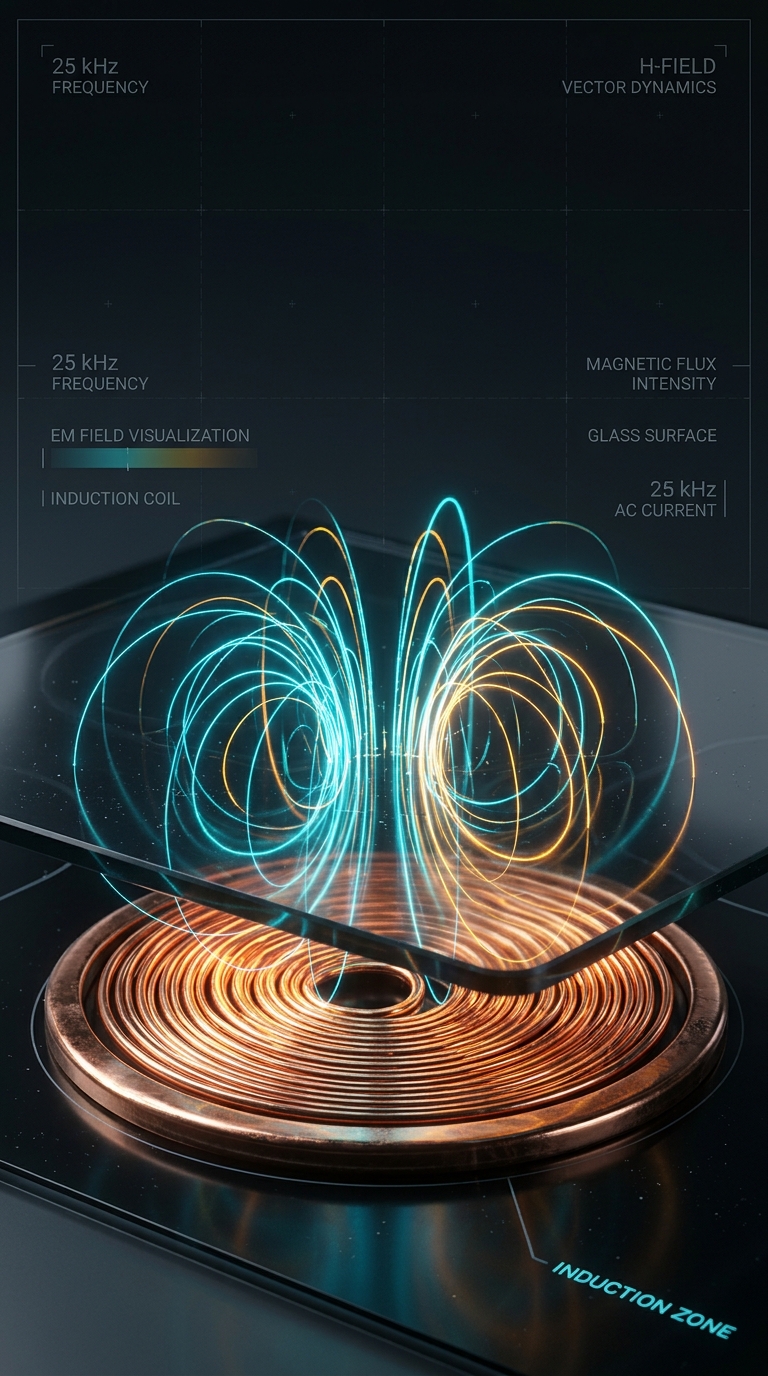 25 kHz
FREQUENCY
H-FIELD
VECTOR DYNAMICS
25 kHz
FREQUENCY
MAGNETIC FLUX
INTENSITY
EM FIELD VISUALIZATION
GLASS SURFACE
INDUCTION COIL
25 kHz
AC CURRENT
INDUCTION ZONE